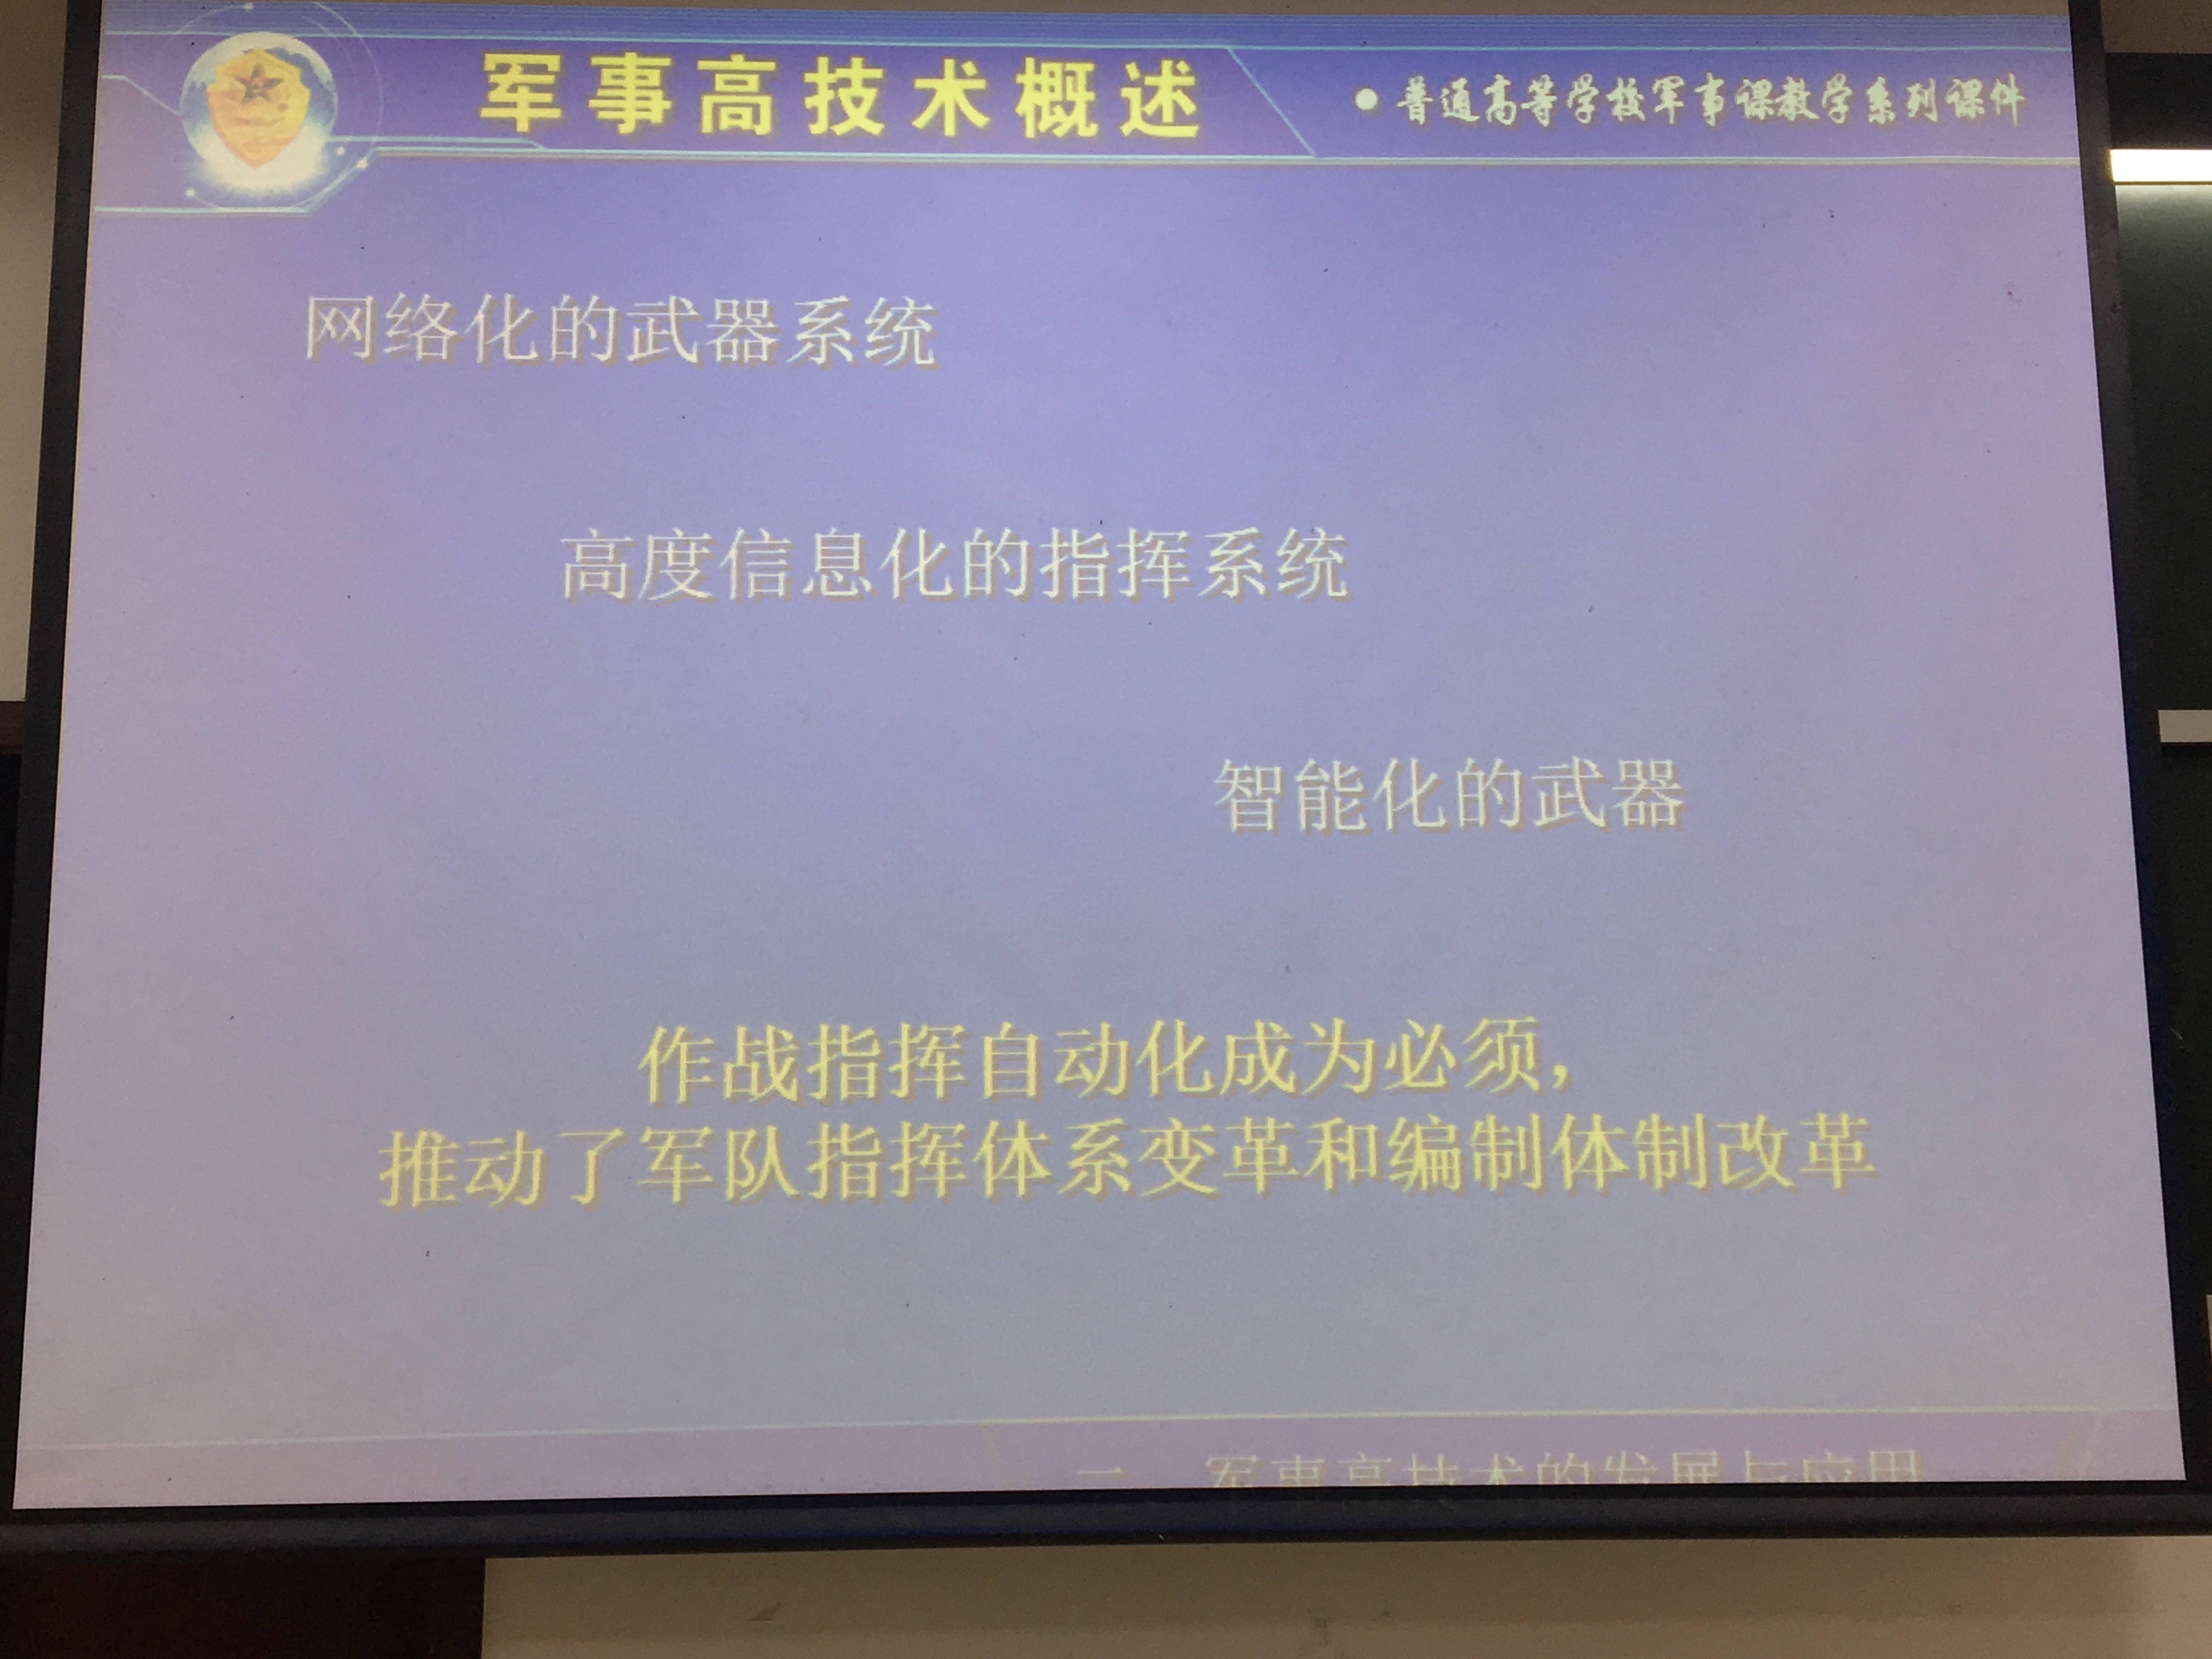 军事高技术概述
●普通高等学校军事课教学系列课件
网络化的武器系统
高度信息化的指挥系统
智能化的武器
作战指挥自动化成为必须，
推动了军队指挥体系变革和编制体制改革
一 军事高技术的发展与应用